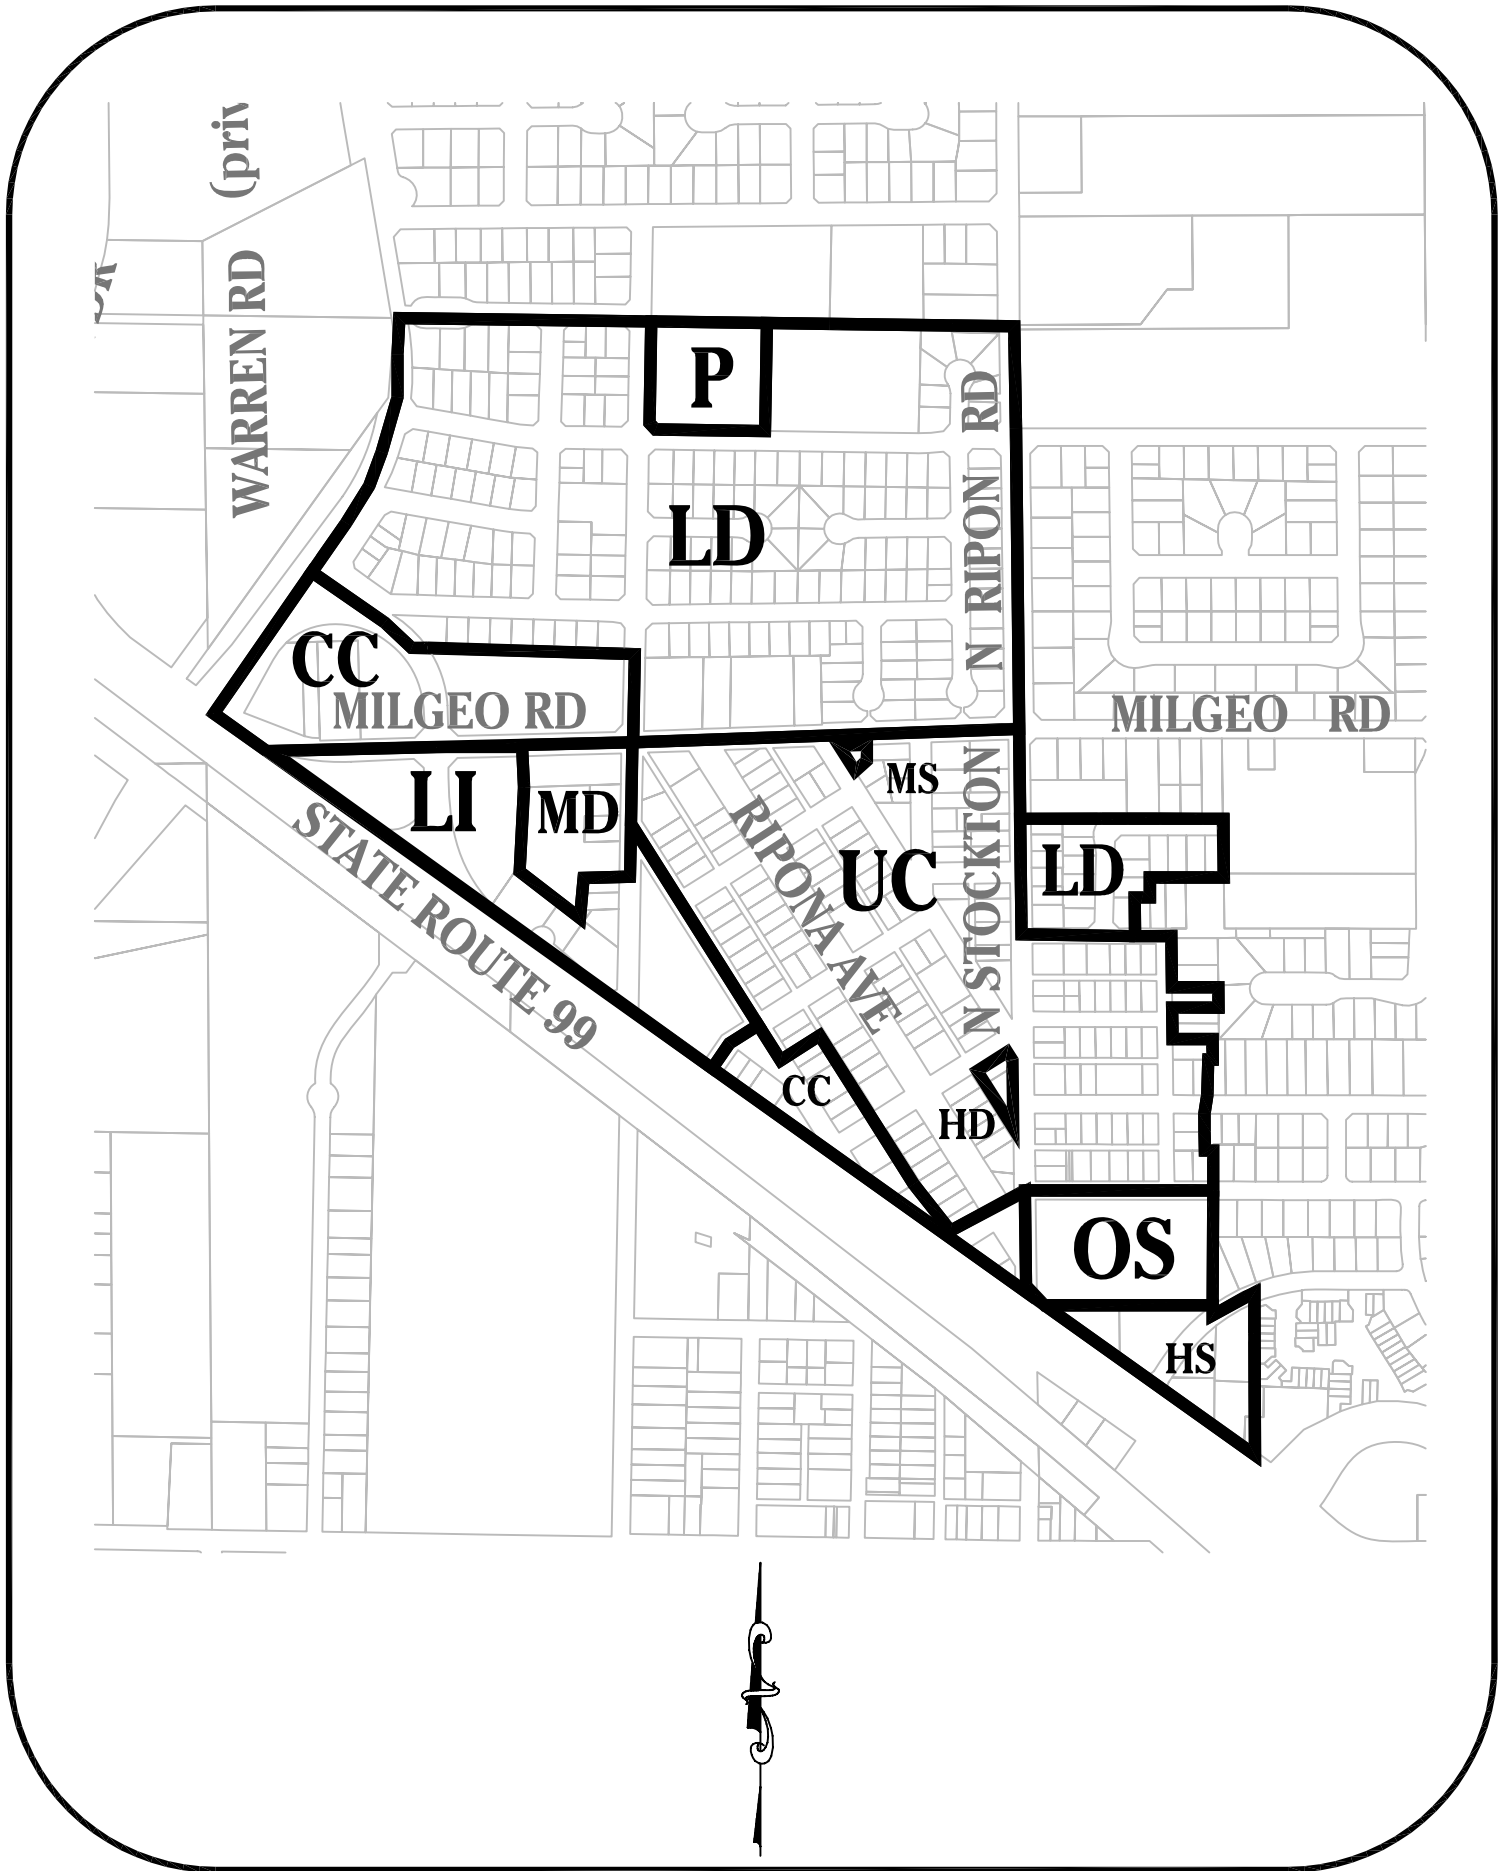 (priv
WARREN RD
P
N RIPON RD
LD
CC
MILGEO RD
MILGEO RD
MS
LI
MD
STATE ROUTE 99
RIPONA AVE
UC
N STOCKTON
LD
CC
HD
OS
HS